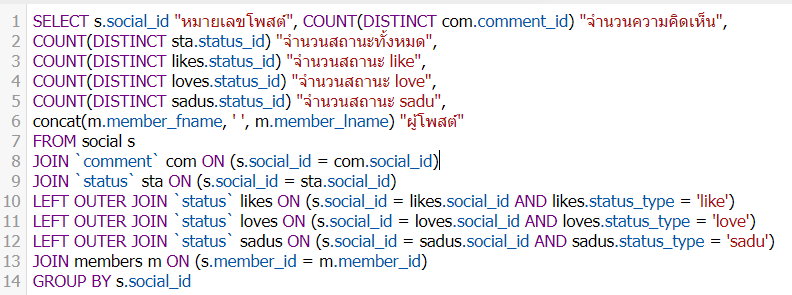 1 SELECT s.social_id "หมายเลขโพสต์", COUNT(DISTINCT com.comment_id) "จำนวนความคิดเห็น",
2 COUNT(DISTINCT sta.status_id) "จำนวนสถานะทั้งหมด",
3 COUNT(DISTINCT likes.status_id) "จำนวนสถานะ like",
4 COUNT(DISTINCT loves.status_id) "จำนวนสถานะ love",
5 COUNT(DISTINCT sadus.status_id) "จำนวนสถานะ sadu",
6 concat(m.member_fname, ' ', m.member_lname) "ผู้โพสต์"
7 FROM social s
8 JOIN `comment` com ON (s.social_id = com.social_id)
9 JOIN `status` sta ON (s.social_id = sta.social_id)
10 LEFT OUTER JOIN `status` likes ON (s.social_id = likes.social_id AND likes.status_type = 'like')
11 LEFT OUTER JOIN `status` loves ON (s.social_id = loves.social_id AND loves.status_type = 'love')
12 LEFT OUTER JOIN `status` sadus ON (s.social_id = sadus.social_id AND sadus.status_type = 'sadu')
13 JOIN members m ON (s.member_id = m.member_id)
14 GROUP BY s.social_id